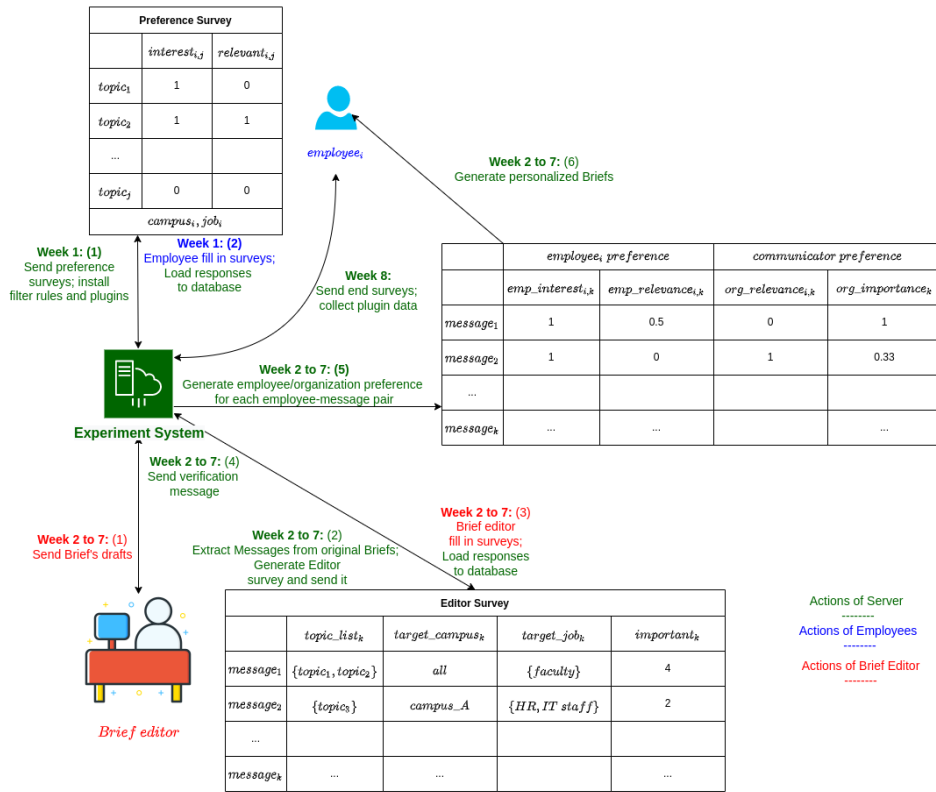 Preference Survey
interest_{i,j} relevant_{i,j}
topic_1 1 0
topic_2 1 1
...
topic_j 0 0
campus_i, job_i
employee_i
Week 2 to 7: (6)
Generate personalized Briefs
Week 1: (1)
Send preference
surveys; install
filter rules and plugins
Week 1: (2)
Employee fill in surveys;
Load responses
to database
Week 8:
Send end surveys;
collect plugin data
employee_i preference communicator preference
emp_interest_{i,k} emp_relevance_{i,k} org_relevance_{i,k} org_importance_k
message_1 1 0.5 0 1
message_2 1 0 1 0.33
...
message_k ... ... ...
Week 2 to 7: (5)
Generate employee/organization preference
for each employee-message pair
Experiment System
Week 2 to 7: (4)
Send verification
message
Week 2 to 7: (1)
Send Brief's drafts
Week 2 to 7: (2)
Extract Messages from original Briefs;
Generate Editor
survey and send it
Week 2 to 7: (3)
Brief editor
fill in surveys;
Load responses
to database
Brief editor
Editor Survey
topic_list_k target_campus_k target_job_k important_k
message_1 {topic_1, topic_2} all {faculty} 4
message_2 {topic_3} campus_A {HR, IT staff} 2
...
message_k ... ... ...
Actions of Server
--------
Actions of Employees
--------
Actions of Brief Editor
--------